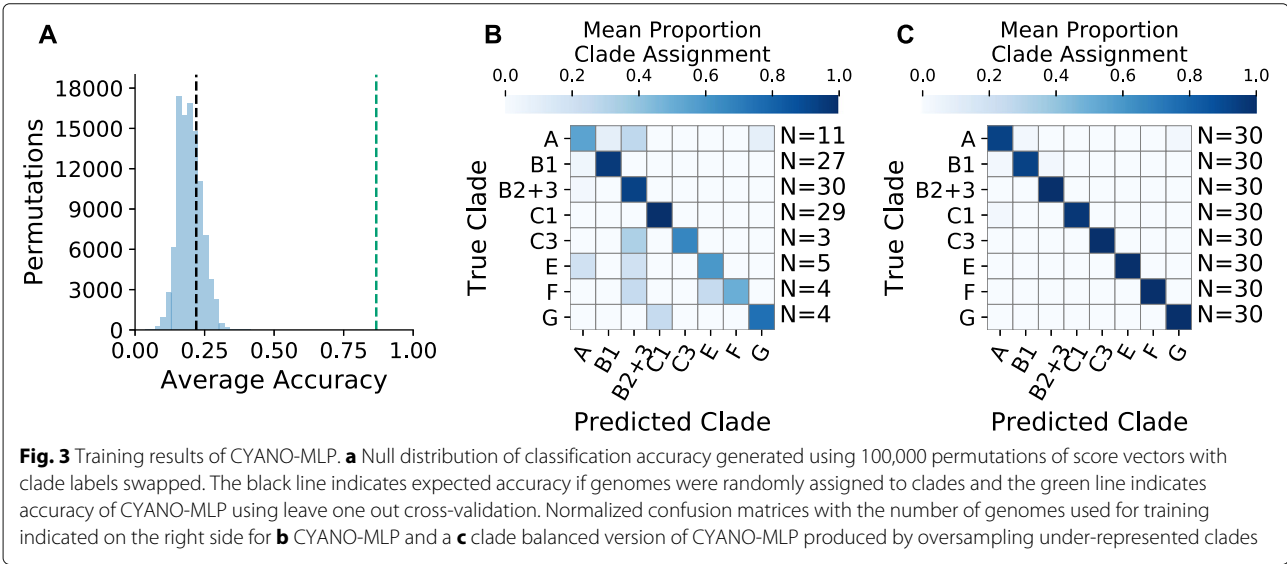 A
18000
15000
12000
9000
6000
3000
0
Permutations
0.00 0.25 0.50 0.75 1.00
Average Accuracy
B
Mean Proportion
Clade Assignment
0.0 0.2 0.4 0.6 0.8 1.0
True Clade
A N=11
B1 N=27
B2+3 N=30
C1 N=29
C3 N=3
E N=5
F N=4
G N=4
A B1 B2+3 C1 C3 E F G
Predicted Clade
C
Mean Proportion
Clade Assignment
0.0 0.2 0.4 0.6 0.8 1.0
True Clade
A N=30
B1 N=30
B2+3 N=30
C1 N=30
C3 N=30
E N=30
F N=30
G N=30
A B1 B2+3 C1 C3 E F G
Predicted Clade
Fig. 3 Training results of CYANO-MLP. a Null distribution of classification accuracy generated using 100,000 permutations of score vectors with
clade labels swapped. The black line indicates expected accuracy if genomes were randomly assigned to clades and the green line indicates
accuracy of CYANO-MLP using leave one out cross-validation. Normalized confusion matrices with the number of genomes used for training
indicated on the right side for b CYANO-MLP and a c clade balanced version of CYANO-MLP produced by oversampling under-represented clades